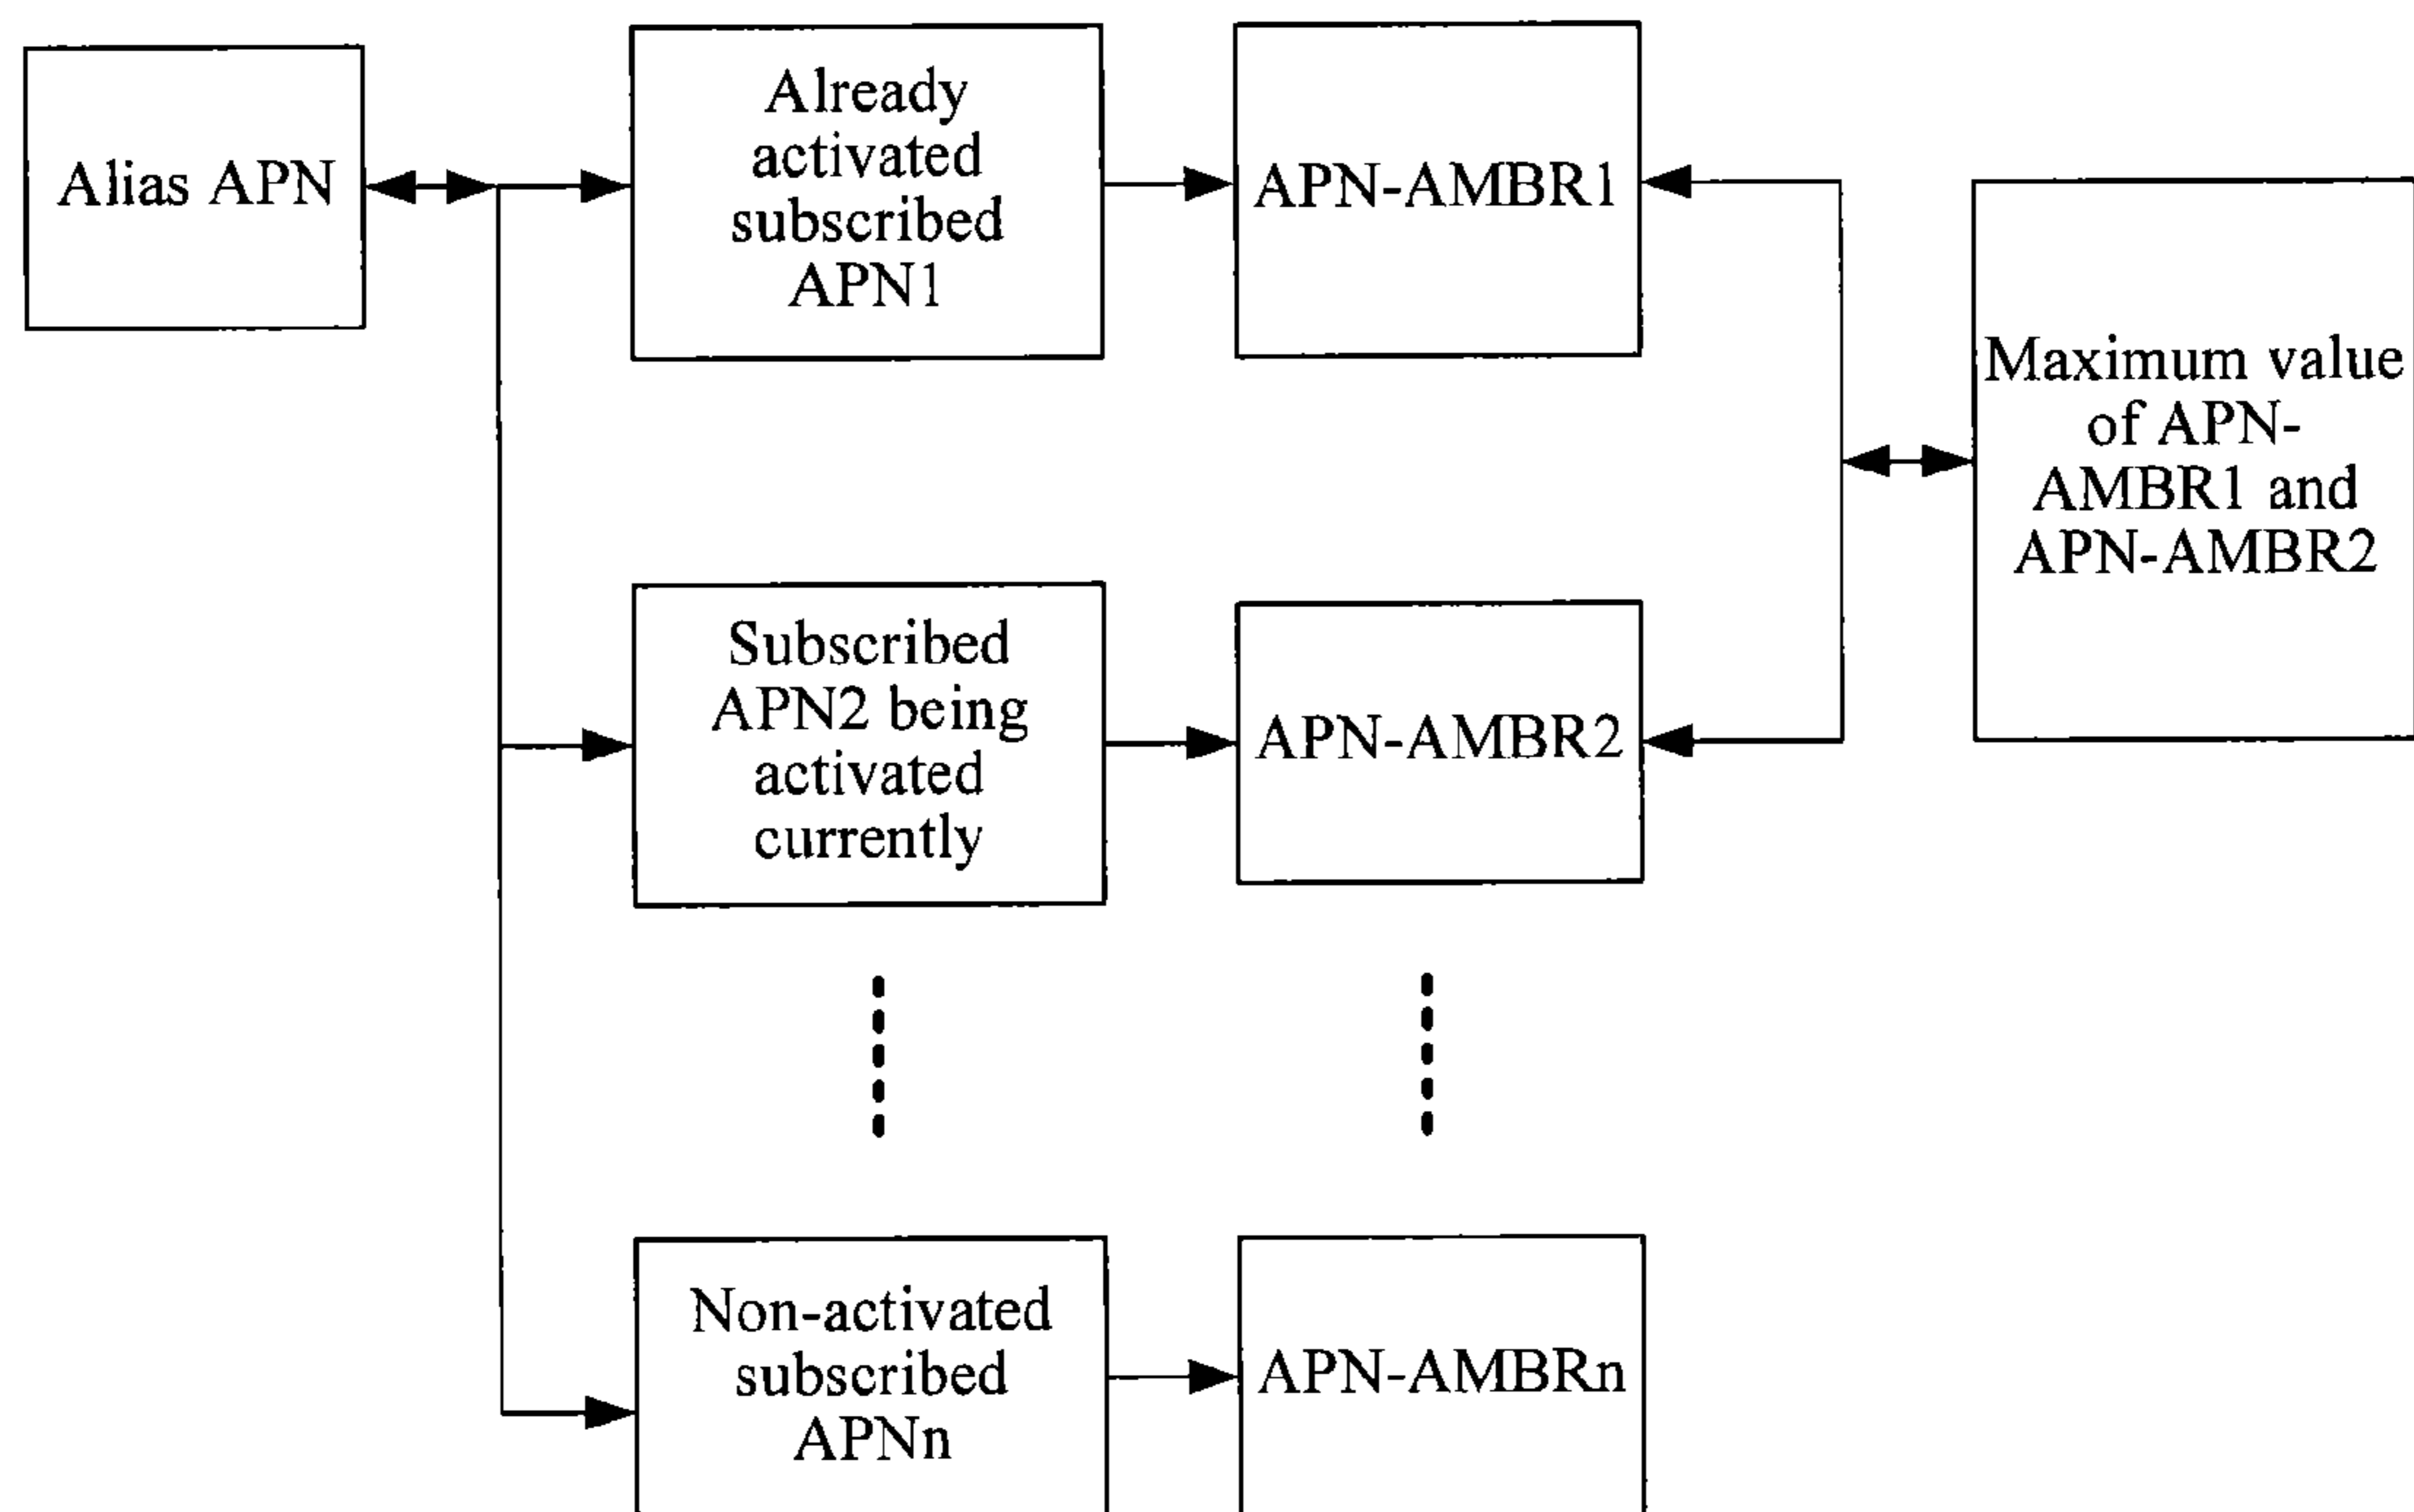 Alias APN
Already
activated
subscribed
APN1
APN-AMBR1
Maximum value
of APN-
AMBR1 and
APN-AMBR2
Subscribed
APN2 being
activated
currently
APN-AMBR2
Non-activated
subscribed
APNn
APN-AMBRn